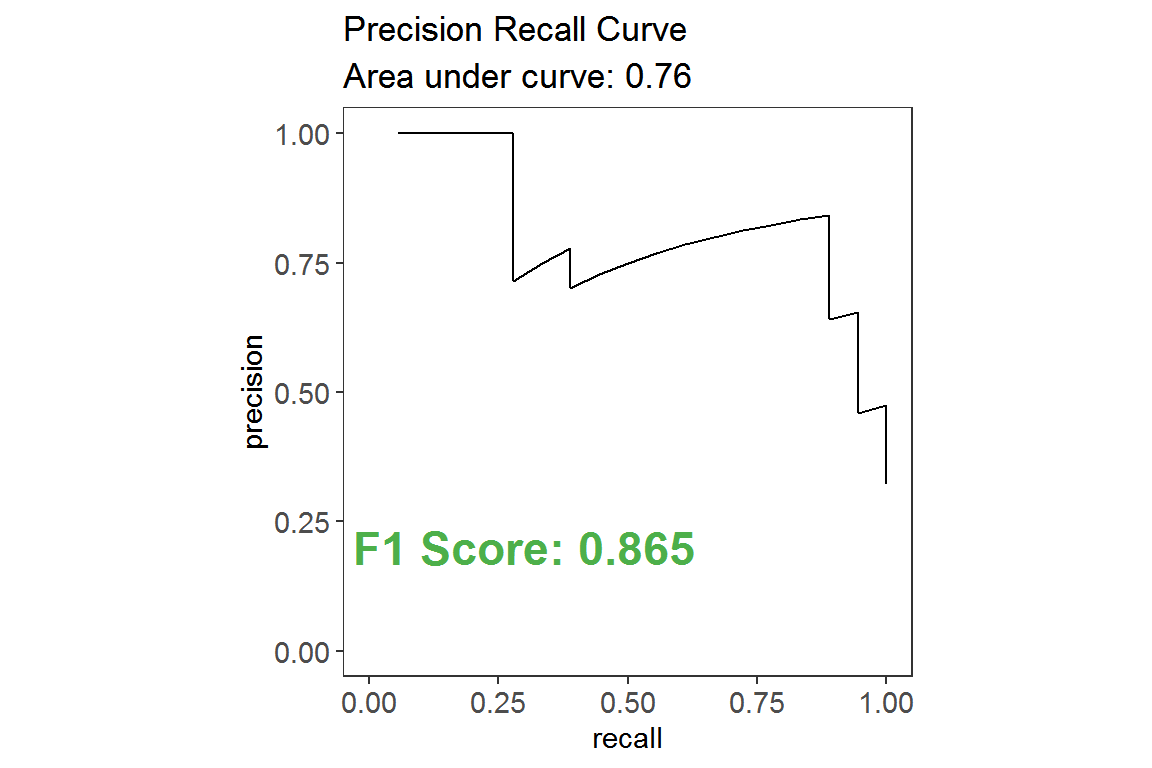 Precision Recall Curve
Area under curve: 0.76
1.00
0.75
0.50
0.25
0.00
precision
F1 Score: 0.865
0.00 0.25 0.50 0.75 1.00
recall